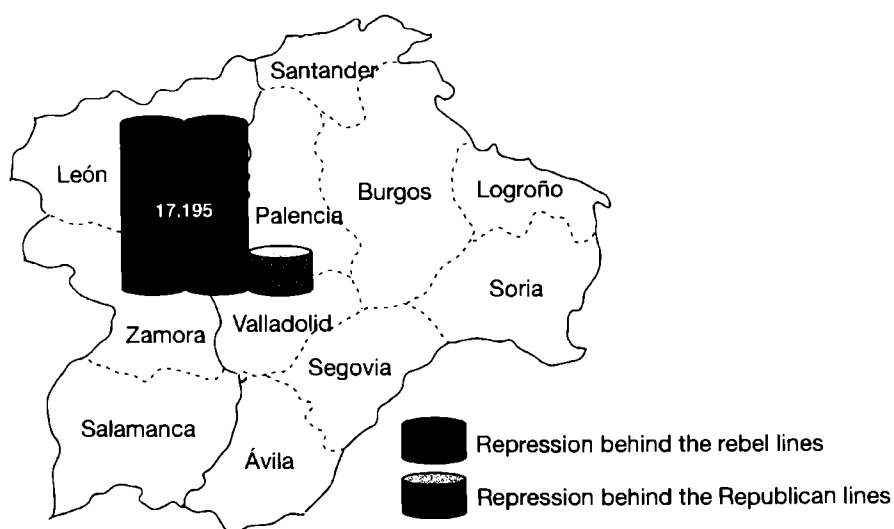 Santander
León
17.195
Palencia
Burgos
Logroño
Soria
Zamora
Valladolid
Segovia
Salamanca
Ávila
Repression behind the rebel lines
Repression behind the Republican lines